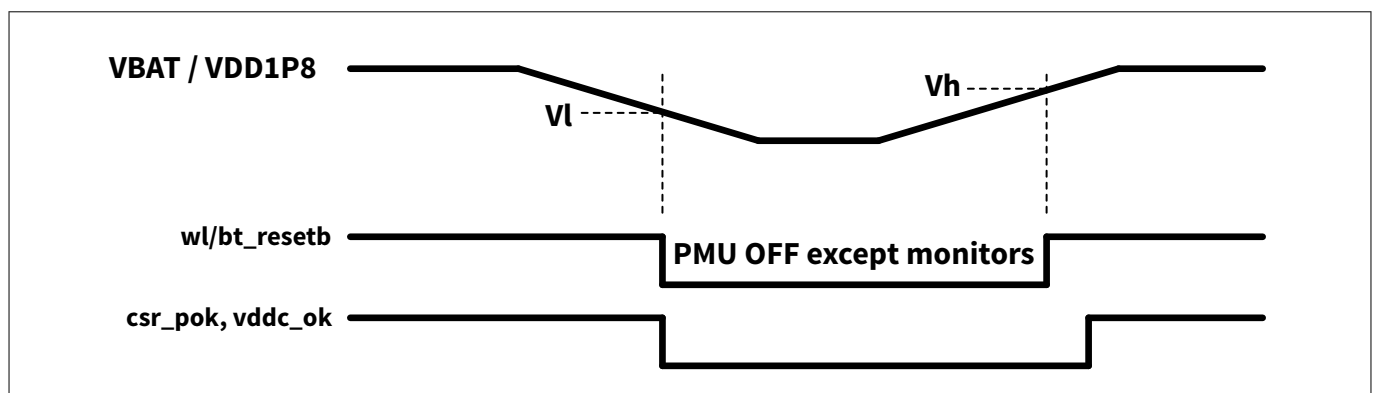 VBAT / VDD1P8
Vh
Vl
wl/bt_resetb
PMU OFF except monitors
csr_pok, vddc_ok